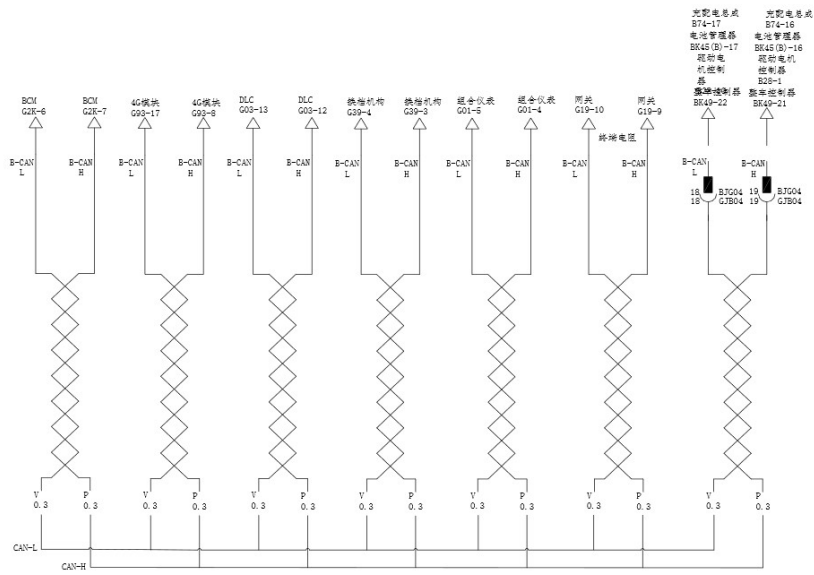 充配电总成
B74-17
电池管理器
BK45(B)-17
驱动电
机控制
器
整车控制器
BK49-22
充配电总成
B74-16
电池管理器
BK45(B)-16
驱动电机
控制器
B28-1
整车控制器
BK49-21
BCM
G2K-6
BCM
G2K-7
4G模块
G93-17
4G模块
G93-8
DLC
G03-13
DLC
G03-12
换档机构
G39-4
换档机构
G39-3
组合仪表
G01-5
组合仪表
G01-4
网关
G19-10
网关
G19-9
终端电阻
B-CAN
L
B-CAN
H
B-CAN
L
B-CAN
H
B-CAN
L
B-CAN
H
B-CAN
L
B-CAN
H
B-CAN
L
B-CAN
H
B-CAN
L
B-CAN
H
B-CAN
L
B-CAN
H
18 BJG04
18 GJB04
19 BJG04
19 GJB04
V
0.3
P
0.3
V
0.3
P
0.3
V
0.3
P
0.3
V
0.3
P
0.3
V
0.3
P
0.3
V
0.3
P
0.3
V
0.3
P
0.3
CAN-L
CAN-H